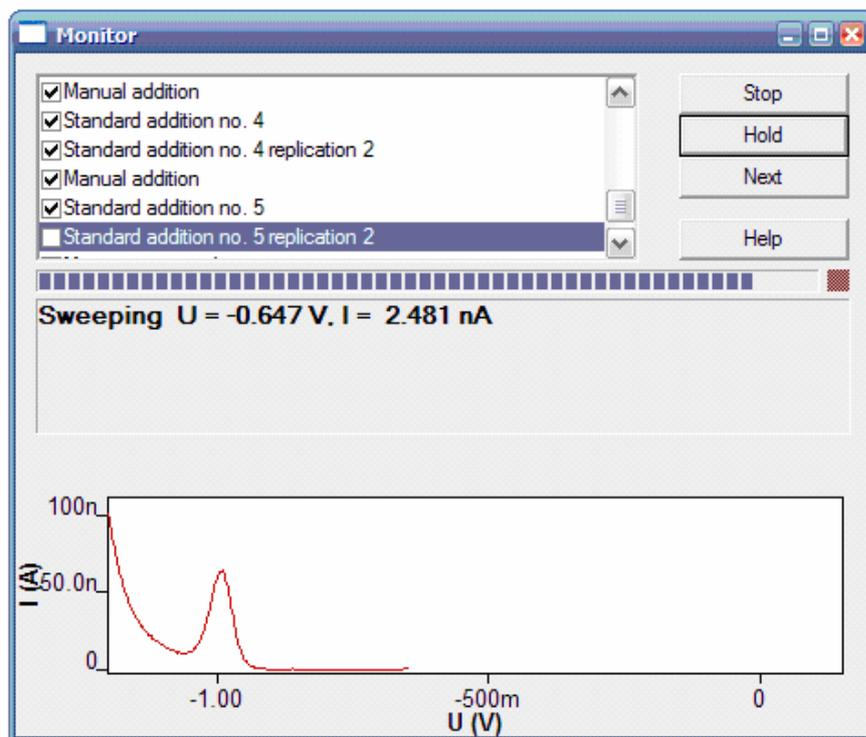 Monitor
Manual addition
Standard addition no. 4
Standard addition no. 4 replication 2
Manual addition
Standard addition no. 5
Standard addition no. 5 replication 2
Stop
Hold
Next
Help
Sweeping U = -0.647 V, I = 2.481 nA
100n
50.0n
0
I (A)
-1.00
-500m
0
U (V)